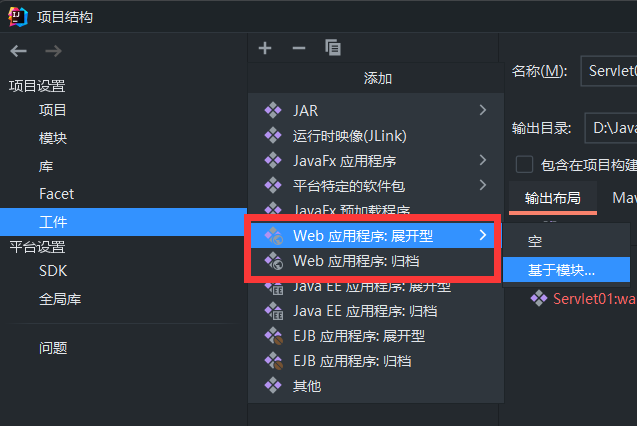 项目结构
项目设置
项目
模块
库
Facet
工件
平台设置
SDK
全局库
问题
添加
JAR
运行时映像(JLink)
JavaFx 应用程序
平台特定的软件包
JavaFx 预加载程序
Web 应用程序: 展开型
Web 应用程序: 归档
Java EE 应用程序: 展开型
Java EE 应用程序: 归档
EJB 应用程序: 展开型
EJB 应用程序: 归档
其他
空
基于模块...
名称(M): Servlet0
输出目录: D:\Java
包含在项目构建
输出布局 Mav
Servlet01:wa